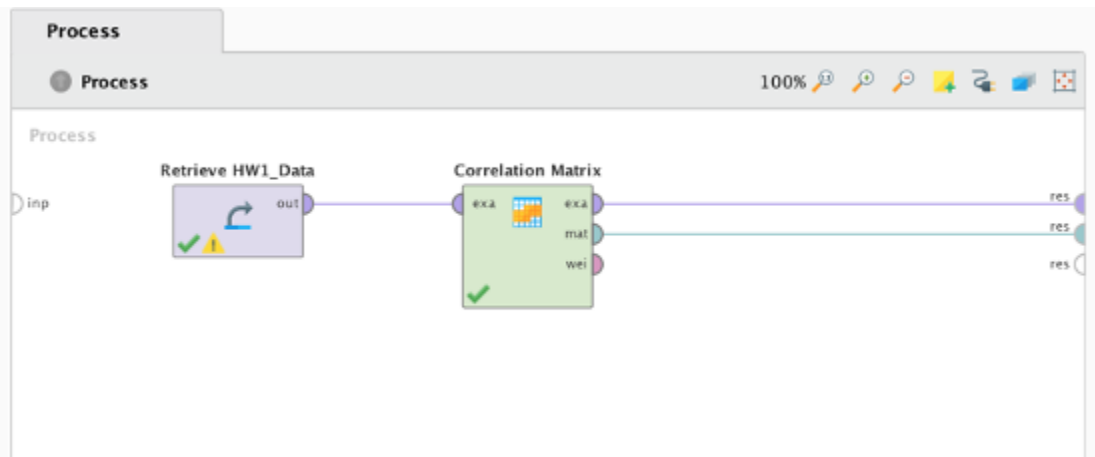 Process
Process
100%
Process
Retrieve HW1_Data
Correlation Matrix
inp
out
exa
exa
res
mat
res
wei
res